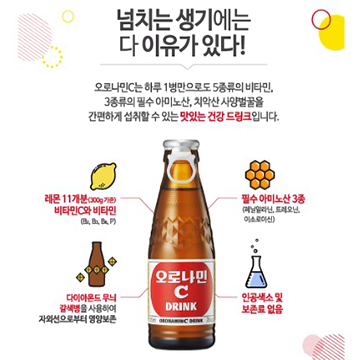 넘치는 생기에는
다 이유가 있다!
오로나민C는 하루 1병만으로도 5종류의 비타민,
3종류의 필수 아미노산, 치악산 사양벌꿀을
간편하게 섭취할 수 있는 맛있는 건강 드링크입니다.
레몬 11개분(300g 기준)
비타민C와 비타민
(B₂, B₃, B₆, P)
필수 아미노산 3종
(페닐알라닌, 트레오닌,
이소로이신)
오로나민
C
DRINK
ORONAMIN C DRINK
다이아몬드 무늬
갈색병을 사용하여
자외선으로부터 영양보존
인공색소 및
보존료 없음